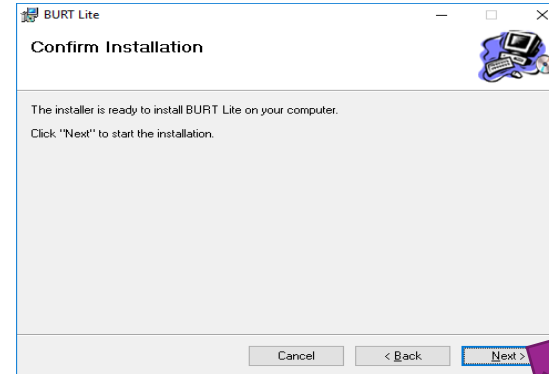 BURT Lite
Confirm Installation
The installer is ready to install BURT Lite on your computer.
Click "Next" to start the installation.
Cancel
< Back
Next >